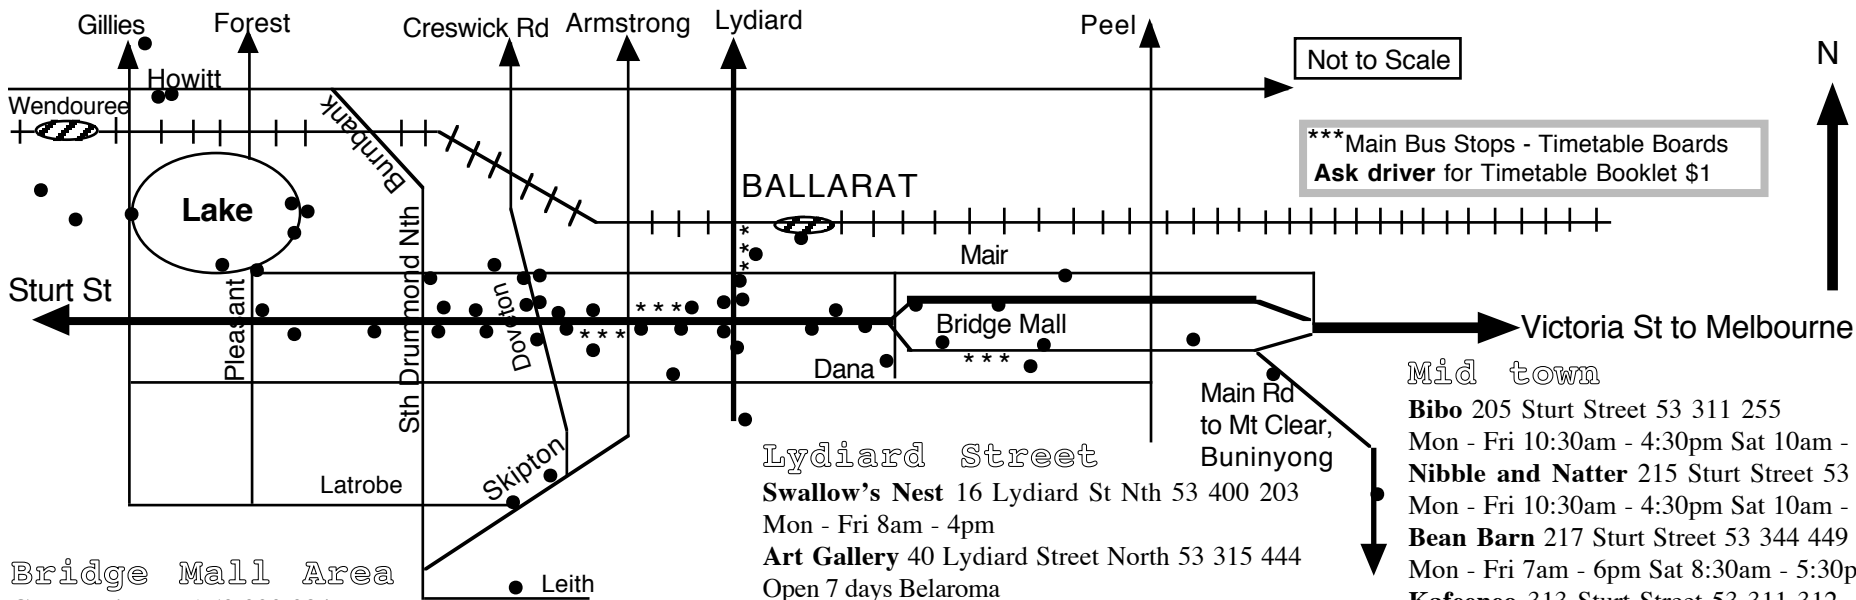 Gillies
Forest
Creswick Rd
Armstrong
Lydiard
Peel
Not to Scale
N
Howitt
Wendouree
Burnbank
***Main Bus Stops - Timetable Boards
Ask driver for Timetable Booklet $1
BALLARAT
Lake
* * *
Mair
Sturt St
Pleasant
Sth Drummond Nth
Doveton
* * *
* * *
Bridge Mall
* * *
Victoria St to Melbourne
Dana
Main Rd
to Mt Clear,
Buninyong
Skipton
Latrobe
Leith
Lydiard Street
Swallow's Nest 16 Lydiard St Nth 53 400 203
Mon - Fri 8am - 4pm
Art Gallery 40 Lydiard Street North 53 315 444
Open 7 days Belaroma
Mid town
Bibo 205 Sturt Street 53 311 255
Mon - Fri 10:30am - 4:30pm Sat 10am -
Nibble and Natter 215 Sturt Street 53
Mon - Fri 10:30am - 4:30pm Sat 10am -
Bean Barn 217 Sturt Street 53 344 449
Mon - Fri 7am - 6pm Sat 8:30am - 5:30p
313 Sturt Street 53 311 312
Bridge Mall Area